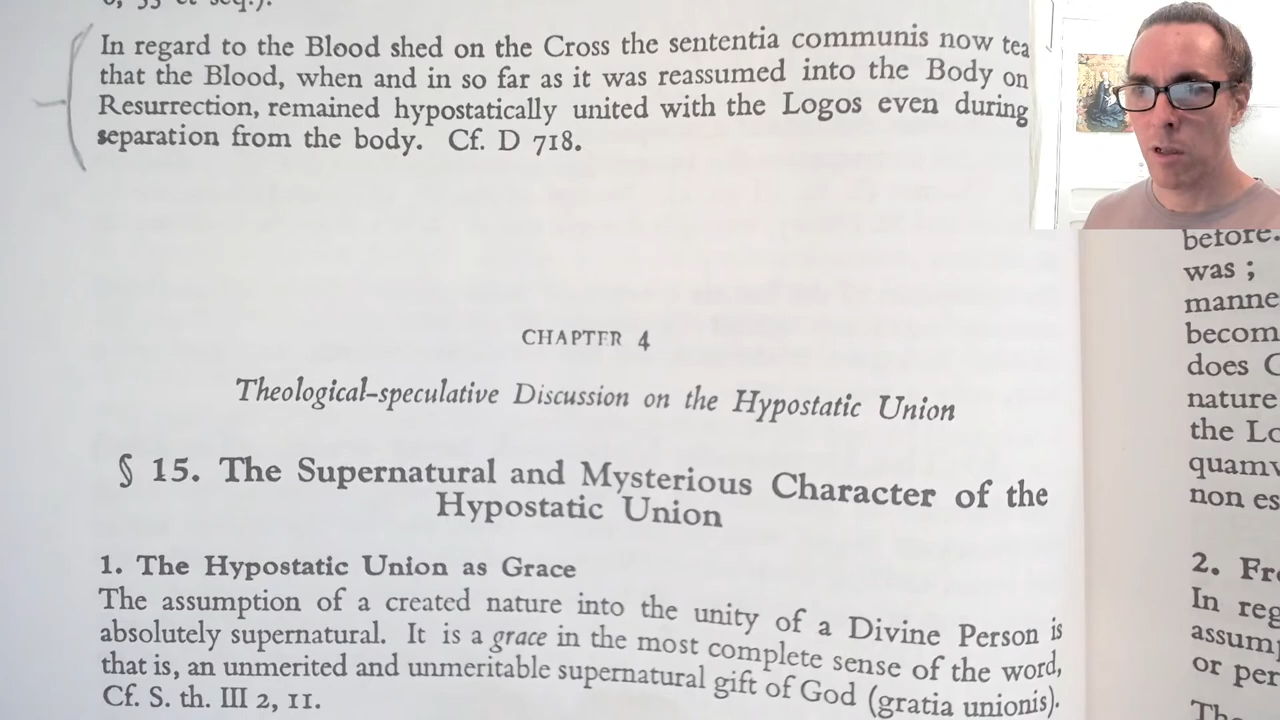 In regard to the Blood shed on the Cross the sententia communis now tea
that the Blood, when and in so far as it was reassumed into the Body on
Resurrection, remained hypostatically united with the Logos even during
separation from the body. Cf. D 718.
CHAPTER 4
Theological-speculative Discussion on the Hypostatic Union
§ 15. The Supernatural and Mysterious Character of the
Hypostatic Union
1. The Hypostatic Union as Grace
The assumption of a created nature into the unity of a Divine Person is
absolutely supernatural. It is a grace in the most complete sense of the word,
that is, an unmerited and unmeritable supernatural gift of God (gratia unionis).
Cf. S. th. III 2, 11.
before.
was ;
manne
becom
does C
nature
the Lo
quamv
non es
2. Fr
In reg
assum
or per